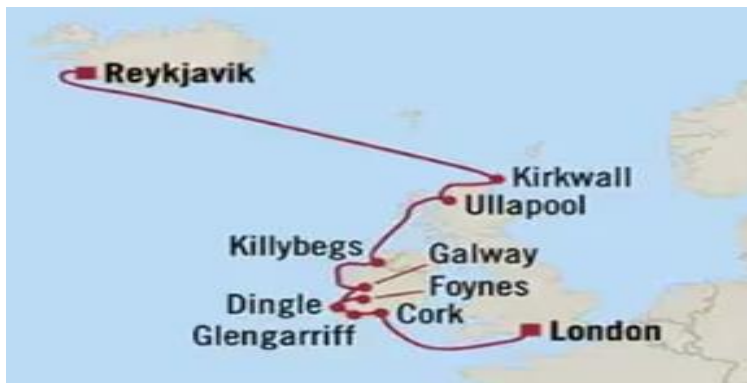 Reykjavik
Kirkwall
Ullapool
Killybegs
Galway
Foynes
Dingle
Cork
Glengarriff
London